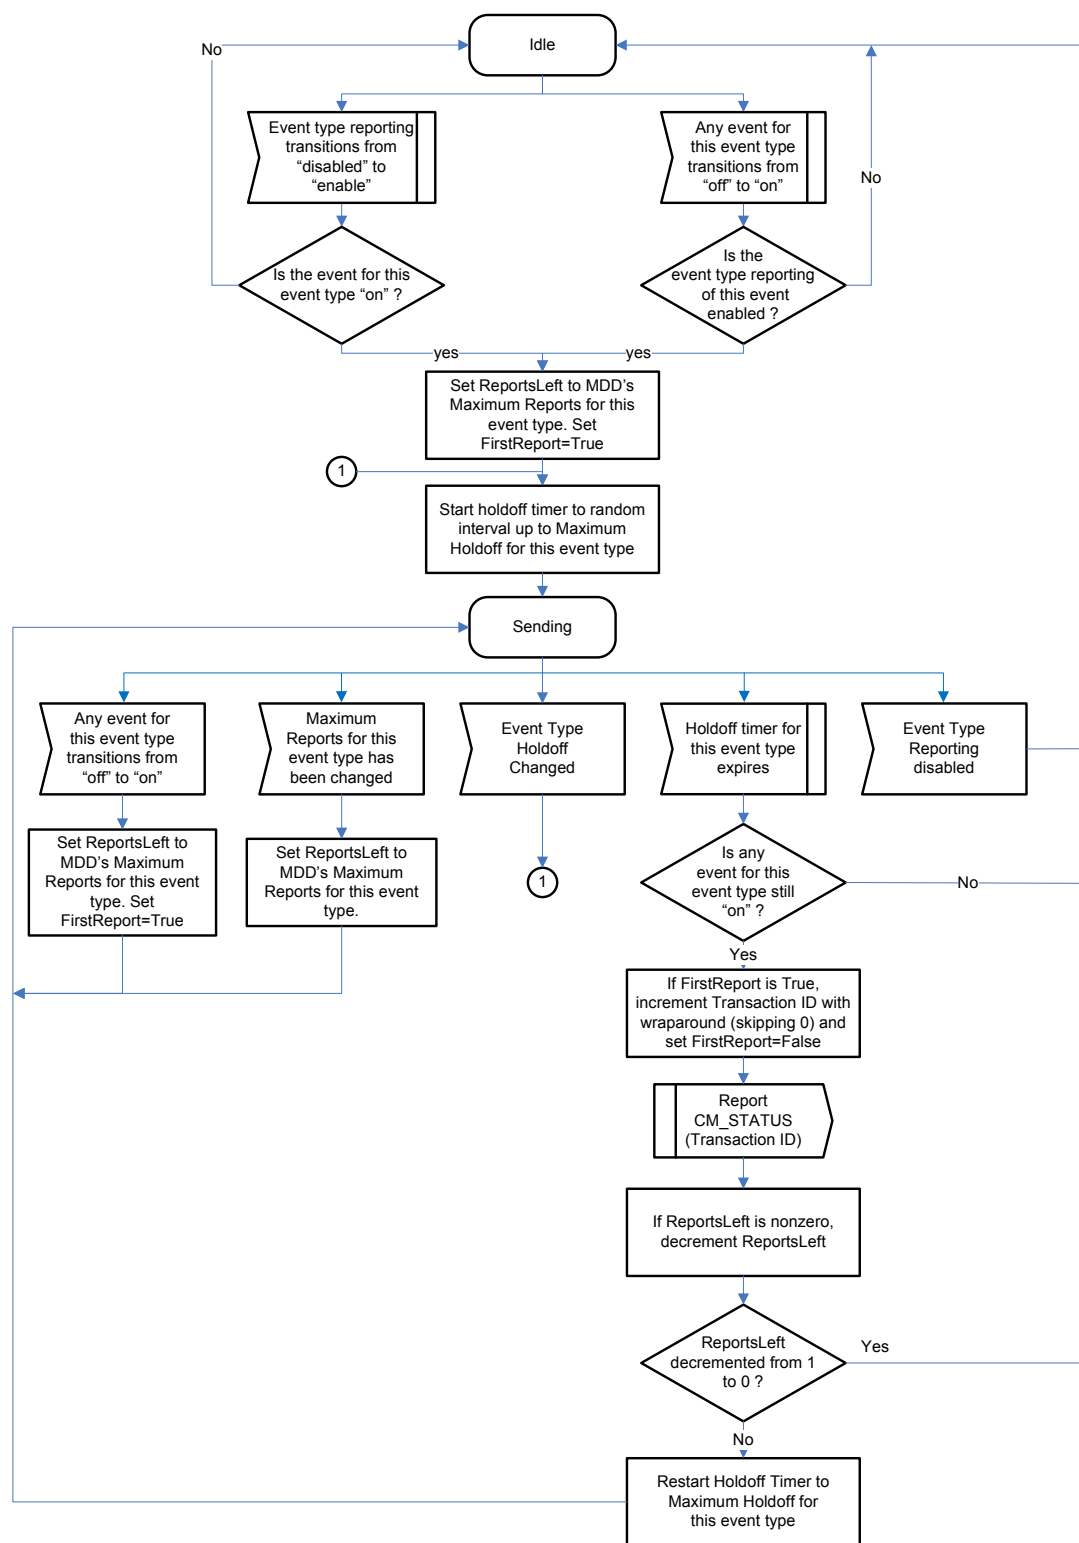 Idle
No
Event type reporting
transitions from
“disabled” to
“enable”
Any event for
this event type
transitions from
“off” to “on”
No
Is the event for this
event type “on” ?
Is the
event type reporting
of this event
enabled ?
yes
yes
Set ReportsLeft to MDD’s
Maximum Reports for this
event type. Set
FirstReport=True
1
Start holdoff timer to random
interval up to Maximum
Holdoff for this event type
Sending
Any event for
this event type
transitions from
“off” to “on”
Maximum
Reports for this
event type has
been changed
Event Type
Holdoff
Changed
Holdoff timer for
this event type
expires
Event Type
Reporting
disabled
Set ReportsLeft to
MDD’s Maximum
Reports for this event
type. Set
FirstReport=True
Set ReportsLeft to
MDD’s Maximum
Reports for this event
type.
1
Is any
event for this
event type still
“on” ?
No
Yes
If FirstReport is True,
increment Transaction ID with
wraparound (skipping 0) and
set FirstReport=False
Report
CM_STATUS
(Transaction ID)
If ReportsLeft is nonzero,
decrement ReportsLeft
ReportsLeft
decremented from 1
to 0 ?
Yes
No
Restart Holdoff Timer to
Maximum Holdoff for
this event type